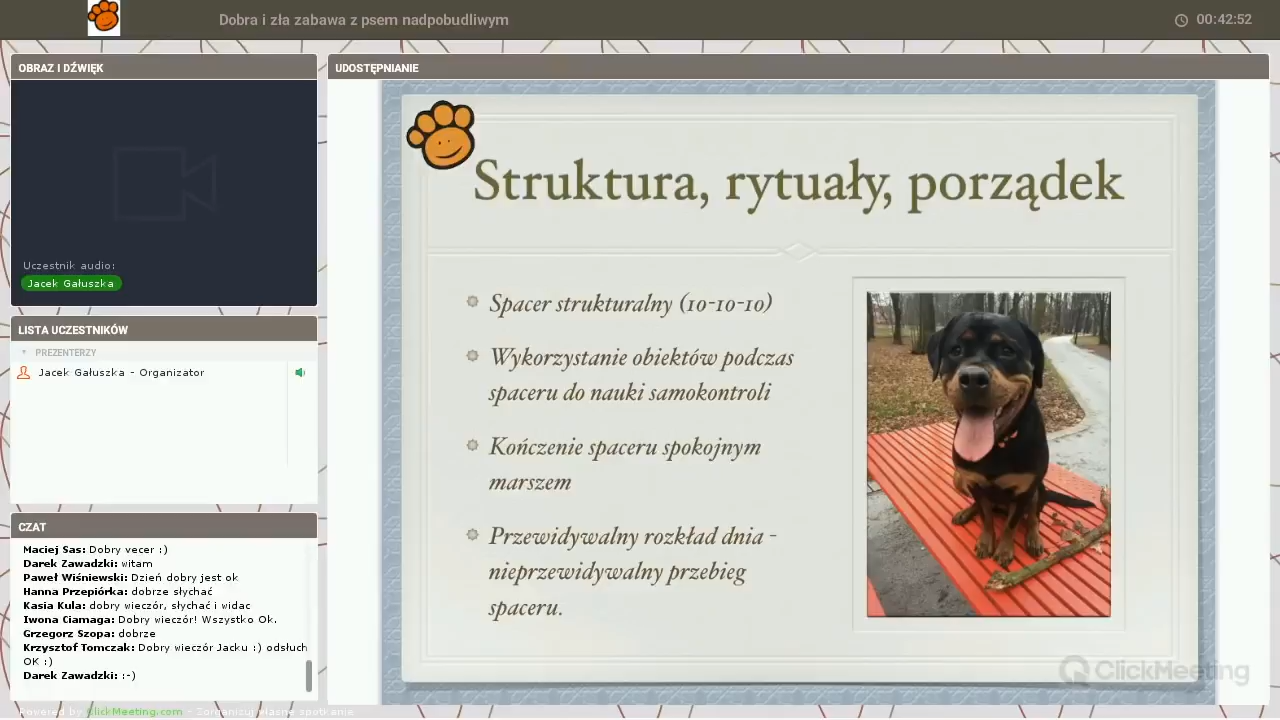 Dobra i zła zabawa z psem nadpobudliwym
00:42:52
OBRAZ I DŹWIĘK
Uczestnik audio:
Jacek Gałuszka
LISTA UCZESTNIKÓW
PREZENTERZY
Jacek Gałuszka - Organizator
CZAT
Maciej Sas: Dobry vecer :)
Darek Zawadzki: witam
Paweł Wiśniewski: Dzień dobry jest ok
Hanna Przepiórka: dobrze słychać
Kasia Kula: dobry wieczór, słychać i widac
Iwona Ciamaga: Dobry wieczór! Wszystko Ok.
Grzegorz Szopa: dobrze
Krzysztof Tomczak: Dobry wieczór Jacku :) odsłuch
OK :)
Darek Zawadzki: :-)
Powered by ClickMeeting.com - Zorganizuj własne spotkanie
UDOSTĘPNIANIE
Struktura, rytuały, porządek
Spacer strukturalny (10-10-10)
Wykorzystanie obiektów podczas
spaceru do nauki samokontroli
Kończenie spaceru spokojnym
marszem
Przewidywalny rozkład dnia -
nieprzewidywalny przebieg
spaceru.
ClickMeeting